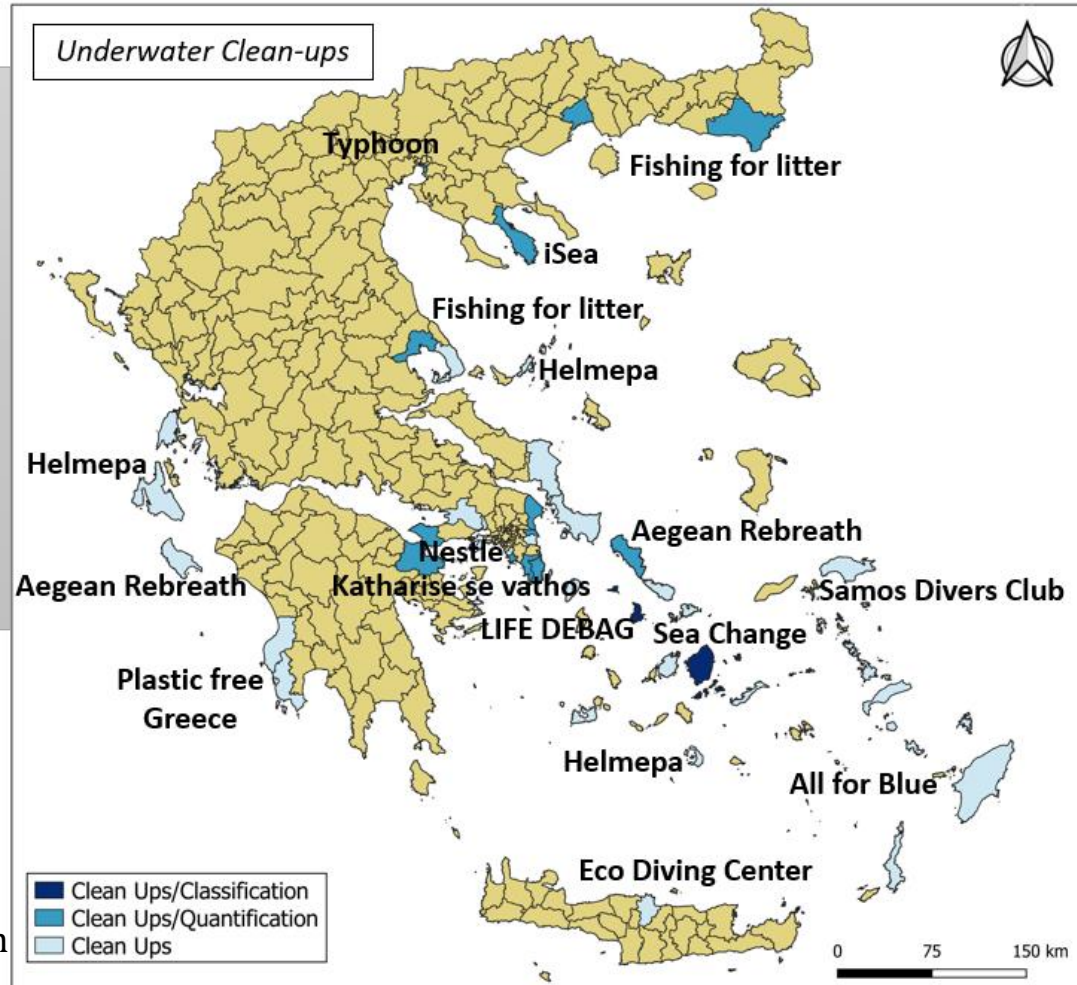 Underwater Clean-ups
Typhoon
Fishing for litter
iSea
Fishing for litter
Helmepa
Helmepa
Aegean Rebreath
Nestle
Aegean Rebreath
Katharise se vathos
Samos Divers Club
LIFE DEBAG
Sea Change
Plastic free
Greece
Helmepa
All for Blue
Eco Diving Center
Clean Ups/Classification
Clean Ups/Quantification
Clean Ups
0 75 150 km